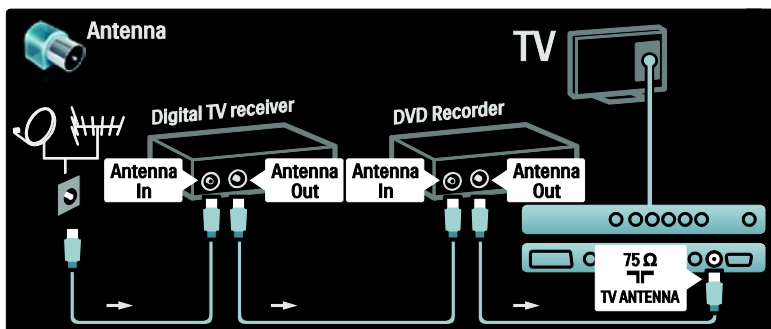 Antenna
TV
Digital TV receiver
DVD Recorder
Antenna
In
Antenna
Out
Antenna
In
Antenna
Out
75 Ω
TV ANTENNA